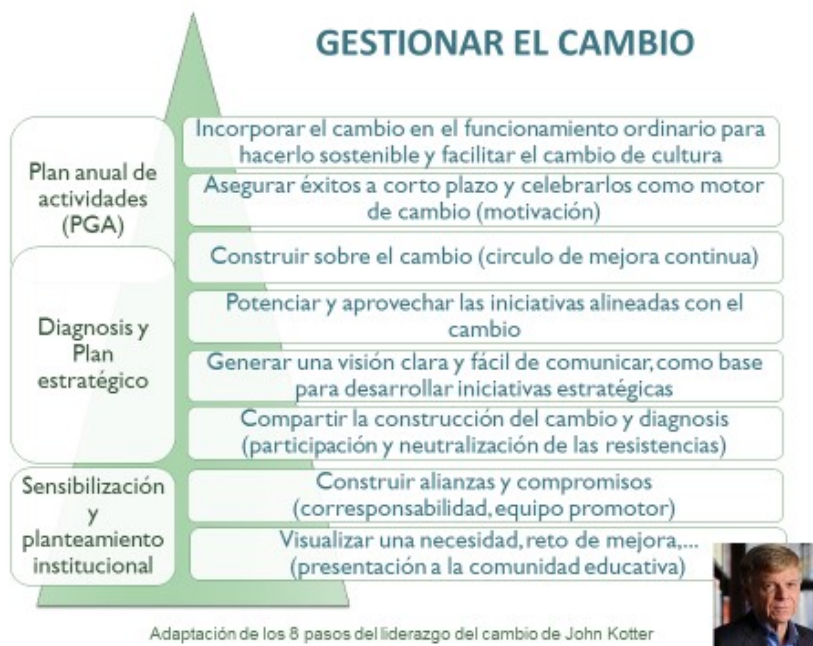 GESTIONAR EL CAMBIO
Plan anual de
actividades
(PGA)
Incorporar el cambio en el funcionamiento ordinario para
hacerlo sostenible y facilitar el cambio de cultura
Asegurar éxitos a corto plazo y celebrarlos como motor
de cambio (motivación)
Construir sobre el cambio (circulo de mejora continua)
Diagnosis y
Plan
estratégico
Potenciar y aprovechar las iniciativas alineadas con el
cambio
Generar una visión clara y fácil de comunicar, como base
para desarrollar iniciativas estratégicas
Compartir la construcción del cambio y diagnosis
(participación y neutralización de las resistencias)
Sensibilización
y
planteamiento
institucional
Construir alianzas y compromisos
(corresponsabilidad, equipo promotor)
Visualizar una necesidad, reto de mejora,...
(presentación a la comunidad educativa)
Adaptación de los 8 pasos del liderazgo del cambio de John Kotter